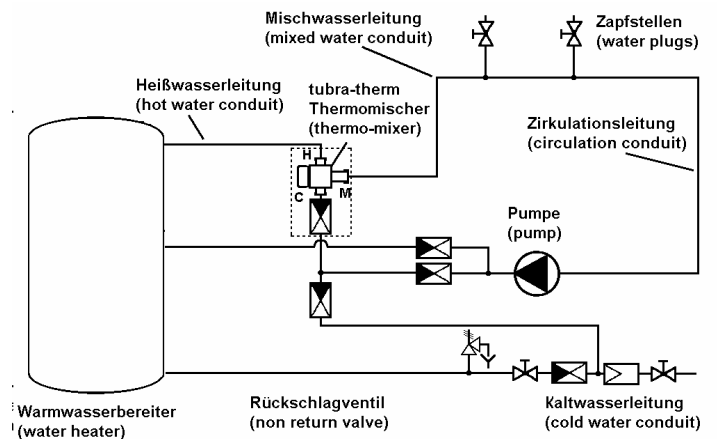 Mischwasserleitung
(mixed water conduit)
Zapfstellen
(water plugs)
Heißwasserleitung
(hot water conduit)
tubra-therm
Thermomischer
(thermo-mixer)
Zirkulationsleitung
(circulation conduit)
H
C
M
Pumpe
(pump)
Warmwasserbereiter
(water heater)
Rückschlagventil
(non return valve)
Kaltwasserleitung
(cold water conduit)